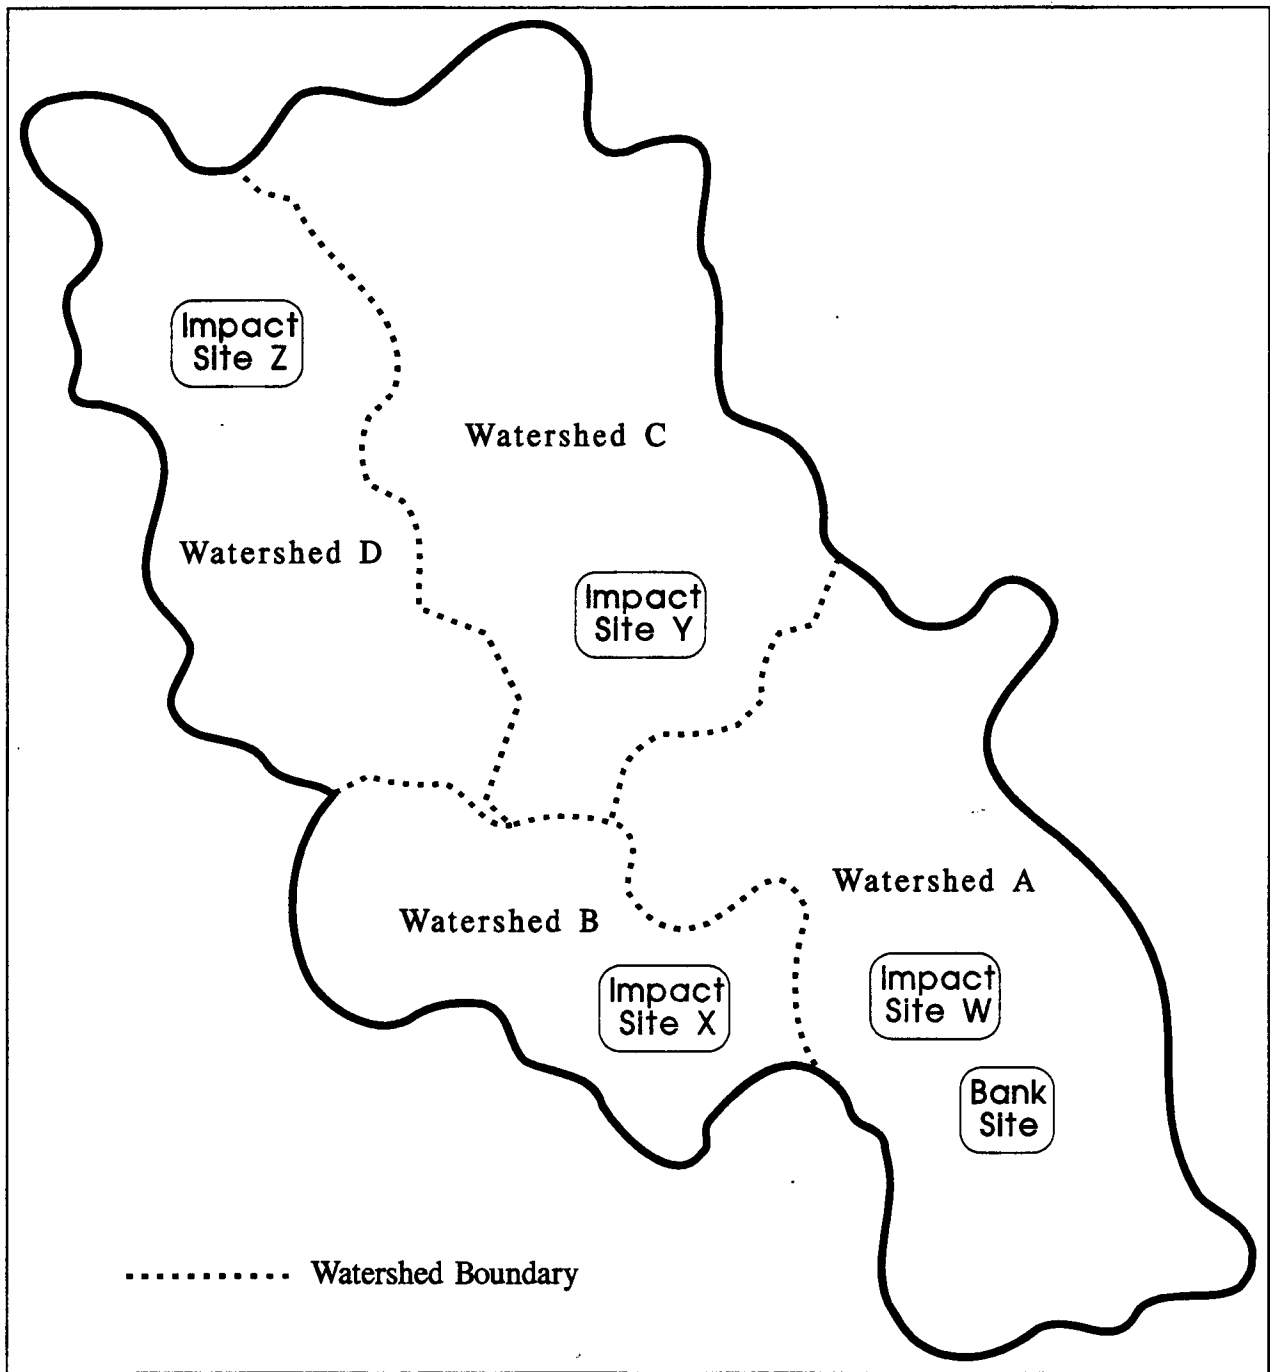 Impact
Site Z
Watershed C
Watershed D
Impact
Site Y
Watershed A
Watershed B
Impact
Site W
Impact
Site X
Bank
Site
Watershed Boundary